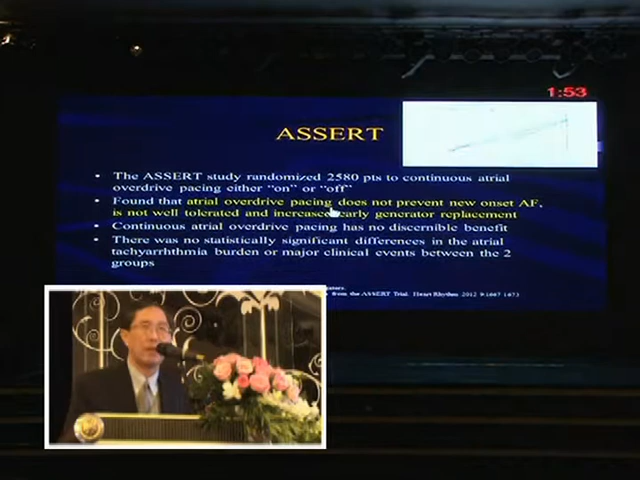 1:53
ASSERT
• The ASSERT study randomized 2580 pts to continuous atrial
overdrive pacing either “on” or “off”
• Found that atrial overdrive pacing does not prevent new onset AF,
is not well tolerated and increased early generator replacement
• Continuous atrial overdrive pacing has no discernible benefit
• There was no statistically significant differences in the atrial
tachyarrhythmia burden or major clinical events between the 2
groups
from the ASSERT Trial. Heart Rhythm 2012